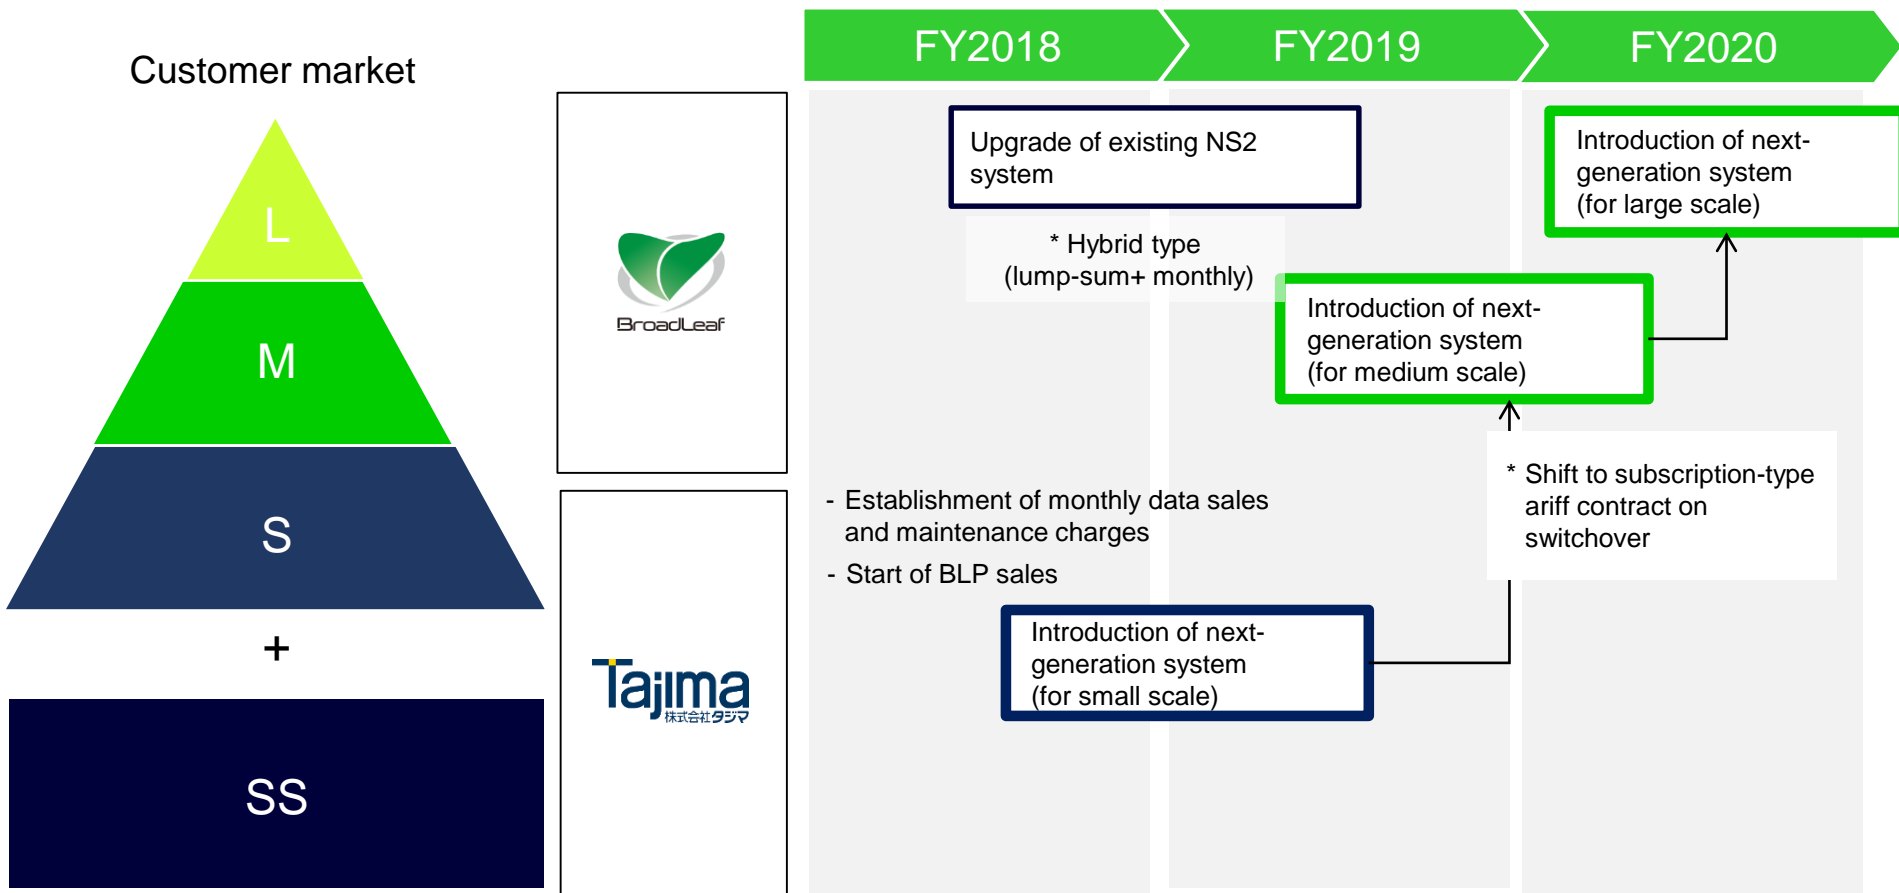 Customer market
L
M
S
+
SS
BroadLeaf
Tajima
株式会社タジマ
FY2018
FY2019
FY2020
Upgrade of existing NS2
system
* Hybrid type
(lump-sum+ monthly)
Introduction of next-
generation system
(for large scale)
Introduction of next-
generation system
(for medium scale)
* Shift to subscription-type
ariff contract on
switchover
- Establishment of monthly data sales
and maintenance charges
- Start of BLP sales
Introduction of next-
generation system
(for small scale)